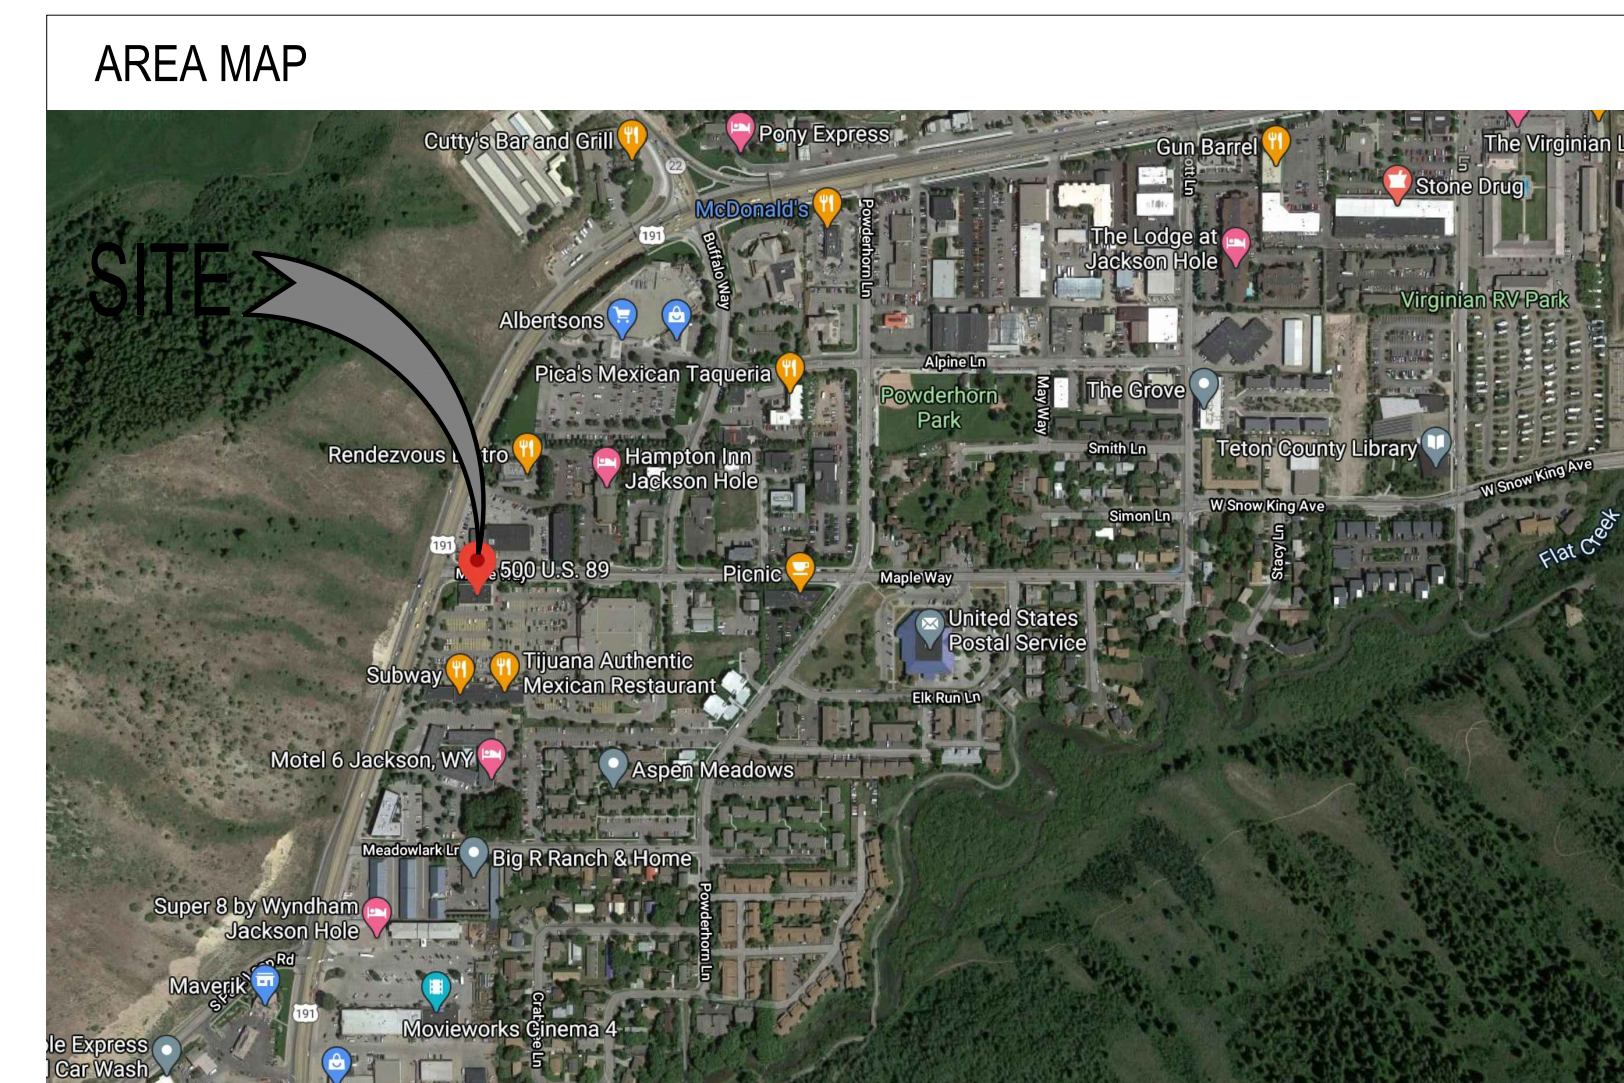 AREA MAP
Cutty's Bar and Grill
Pony Express
22
Gun Barrel
The Virginian L
Stone Drug
McDonald's
191
Buffalo Way
Powderhorn Ln
The Lodge at
Jackson Hole
SITE
Virginian RV Park
Albertsons
Alpine Ln
Pica's Mexican Taqueria
Powderhorn
Park
May Way
The Grove
Smith Ln
Teton County Library
W Snow King Ave
Rendezvous
Hampton Inn
Jackson Hole
W Snow King Ave
Simon Ln
Stacy Ln
Flat Creek
191
500 U.S. 89
Picnic
Maple Way
United States
Postal Service
Subway
Tijuana Authentic
Mexican Restaurant
Elk Run Ln
Motel 6 Jackson, WY
Aspen Meadows
Meadowlark Ln
Big R Ranch & Home
Powderhorn Ln
Super 8 by Wyndham
Jackson Hole
Rd
Maverik
191
Movieworks Cinema 4
Ln
le Express
Car Wash